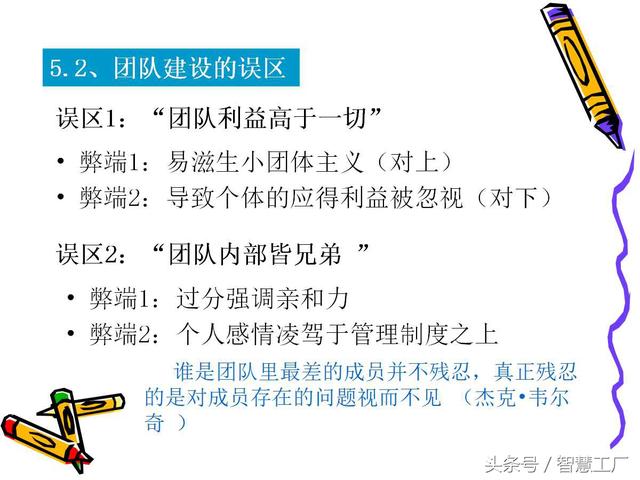 5.2、团队建设的误区
误区1：“团队利益高于一切”
• 弊端1：易滋生小团体主义（对上）
• 弊端2：导致个体的应得利益被忽视（对下）
误区2：“团队内部皆兄弟 ”
• 弊端1：过分强调亲和力
• 弊端2：个人感情凌驾于管理制度之上
谁是团队里最差的成员并不残忍，真正残忍
的是对成员存在的问题视而不见 （杰克•韦尔
奇 ）
头条号 / 智慧工厂